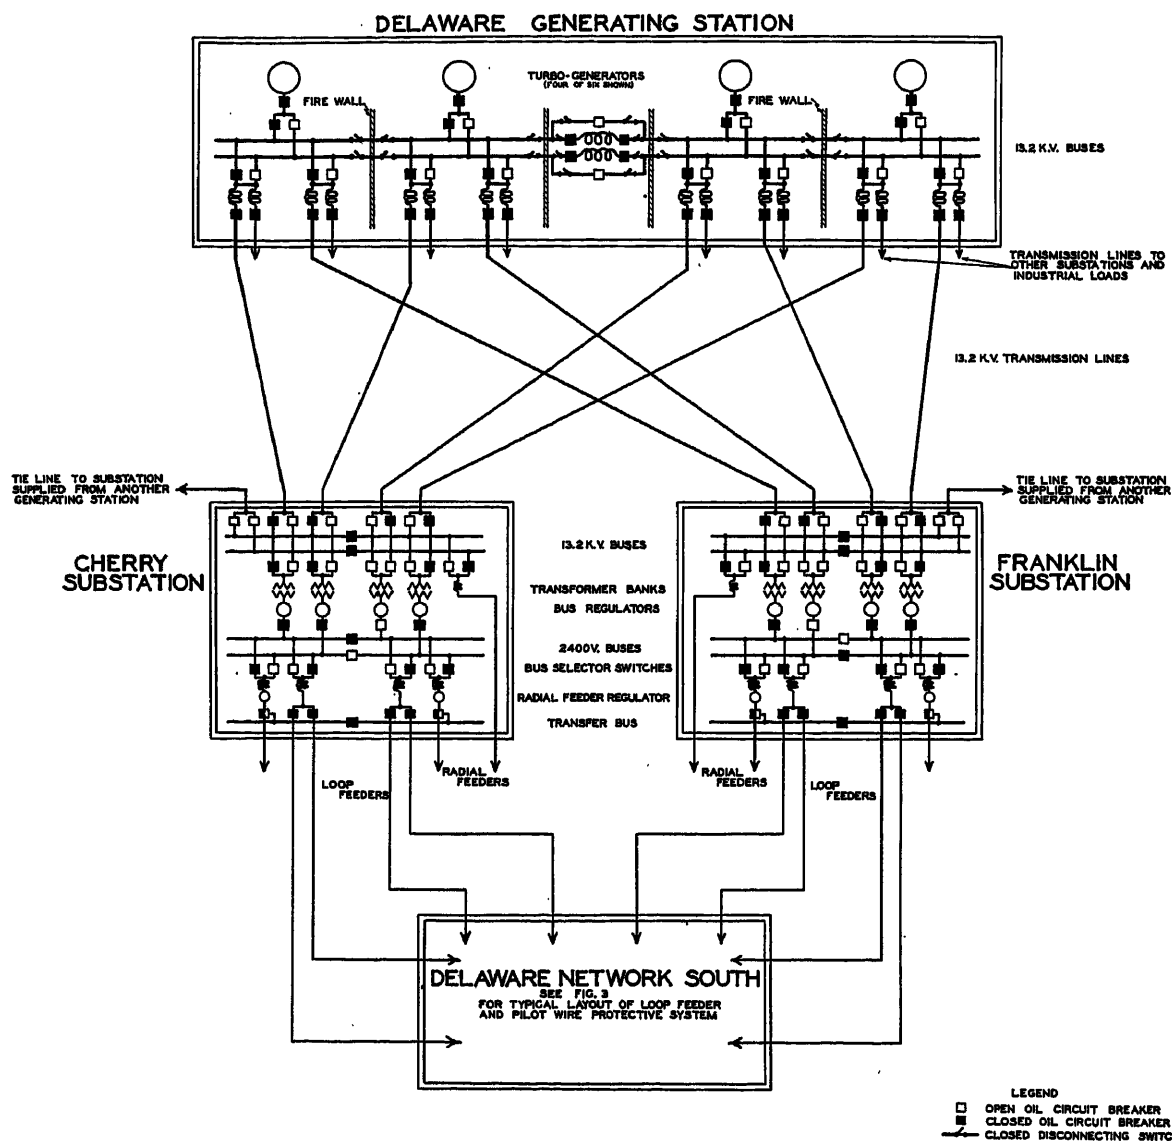 DELAWARE GENERATING STATION
TURBO-GENERATORS
(FOUR OF SIX SHOWN)
FIRE WALL
FIRE WALL
13.2 K.V. BUSES
TRANSMISSION LINES TO
OTHER SUBSTATIONS AND
INDUSTRIAL LOADS
13.2 K.V. TRANSMISSION LINES
TIE LINE TO SUBSTATION
SUPPLIED FROM ANOTHER
GENERATING STATION
TIE LINE TO SUBSTATION
SUPPLIED FROM ANOTHER
GENERATING STATION
CHERRY
SUBSTATION
13.2 K.V. BUSES
TRANSFORMER BANKS
BUS REGULATORS
2400V. BUSES
BUS SELECTOR SWITCHES
RADIAL FEEDER REGULATOR
TRANSFER BUS
FRANKLIN
SUBSTATION
LOOP
FEEDERS
RADIAL
FEEDERS
RADIAL
FEEDERS
LOOP
FEEDERS
DELAWARE NETWORK SOUTH
SEE FIG. 3
FOR TYPICAL LAYOUT OF LOOP FEEDER
AND PILOT WIRE PROTECTIVE SYSTEM
LEGEND
OPEN OIL CIRCUIT BREAKER
CLOSED OIL CIRCUIT BREAKER
CLOSED DISCONNECTING SWITC